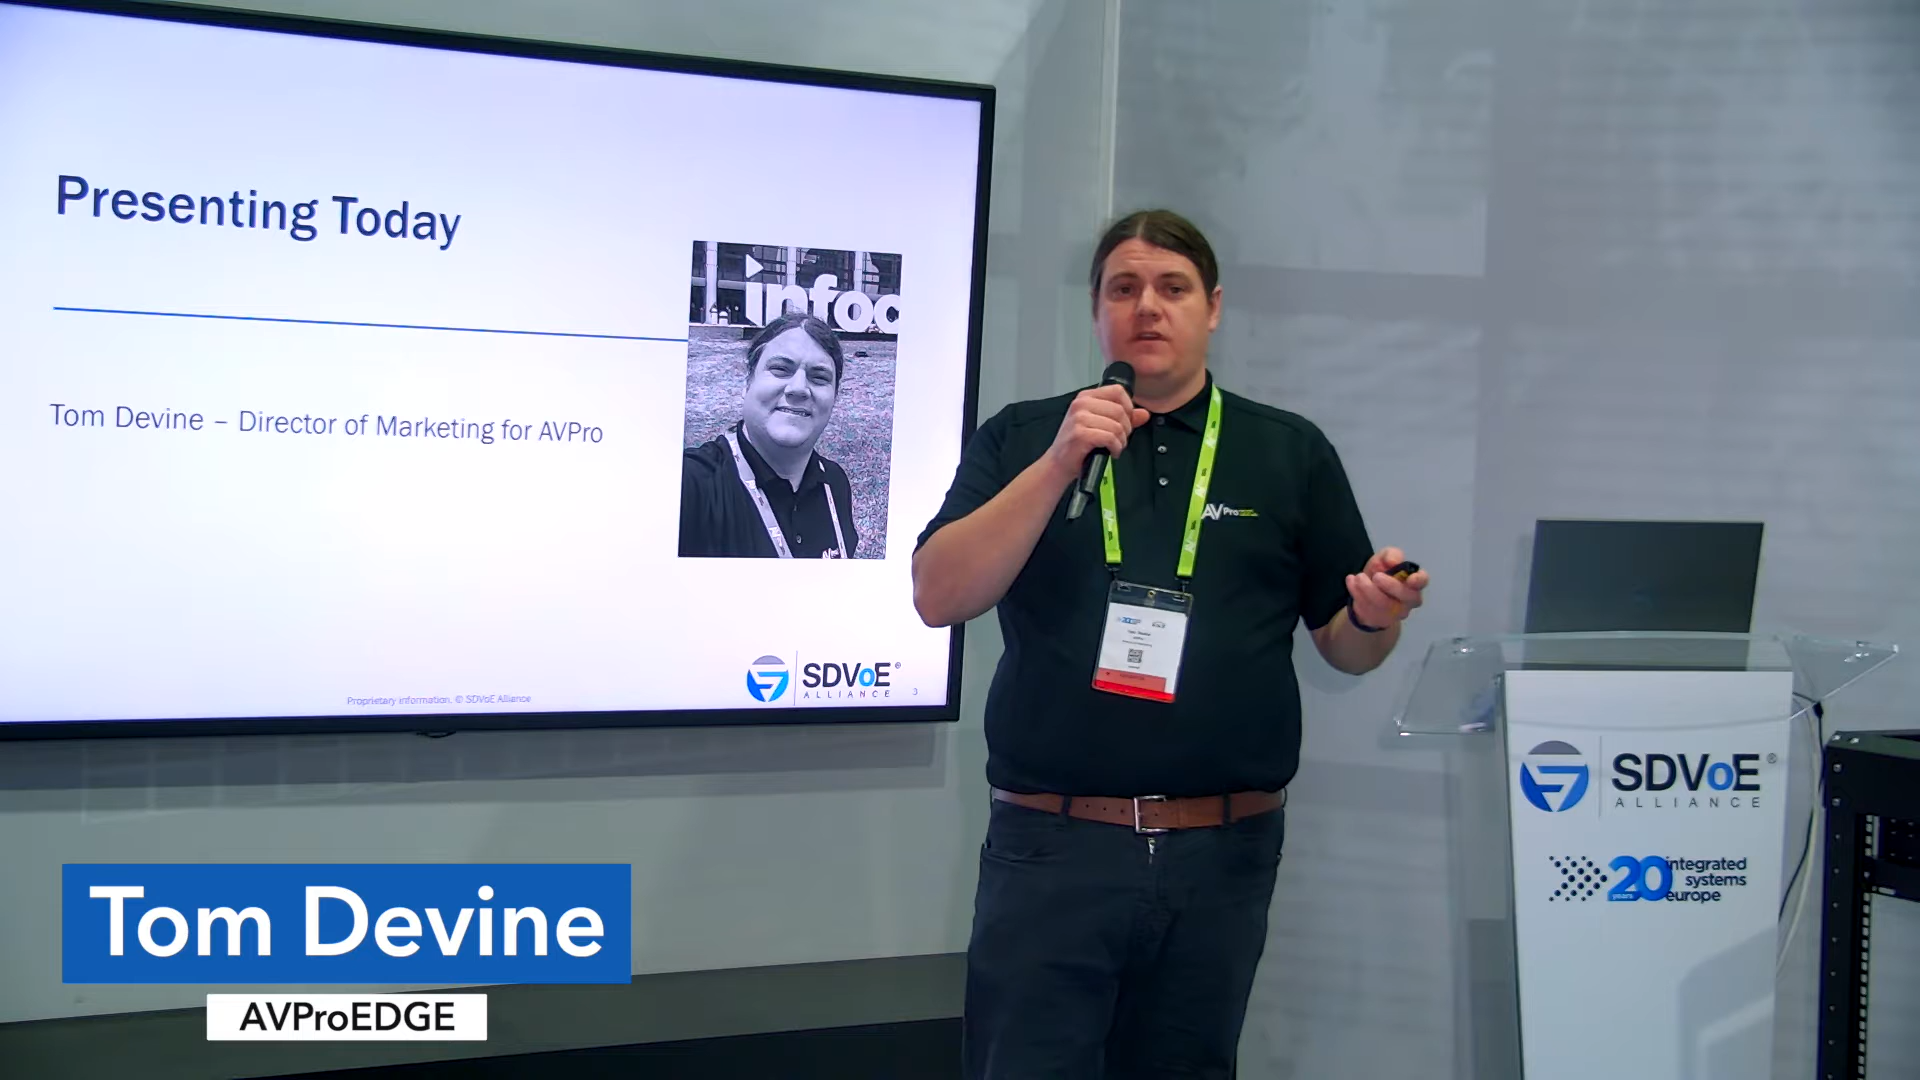 Presenting Today
infoc
Tom Devine – Director of Marketing for AVPro
Proprietary information, © SDVoE Alliance
SDVoE®
ALLIANCE
3
AVPro
SDVoE®
ALLIANCE
20 years
integrated
systems
europe
Tom Devine
AVProEDGE